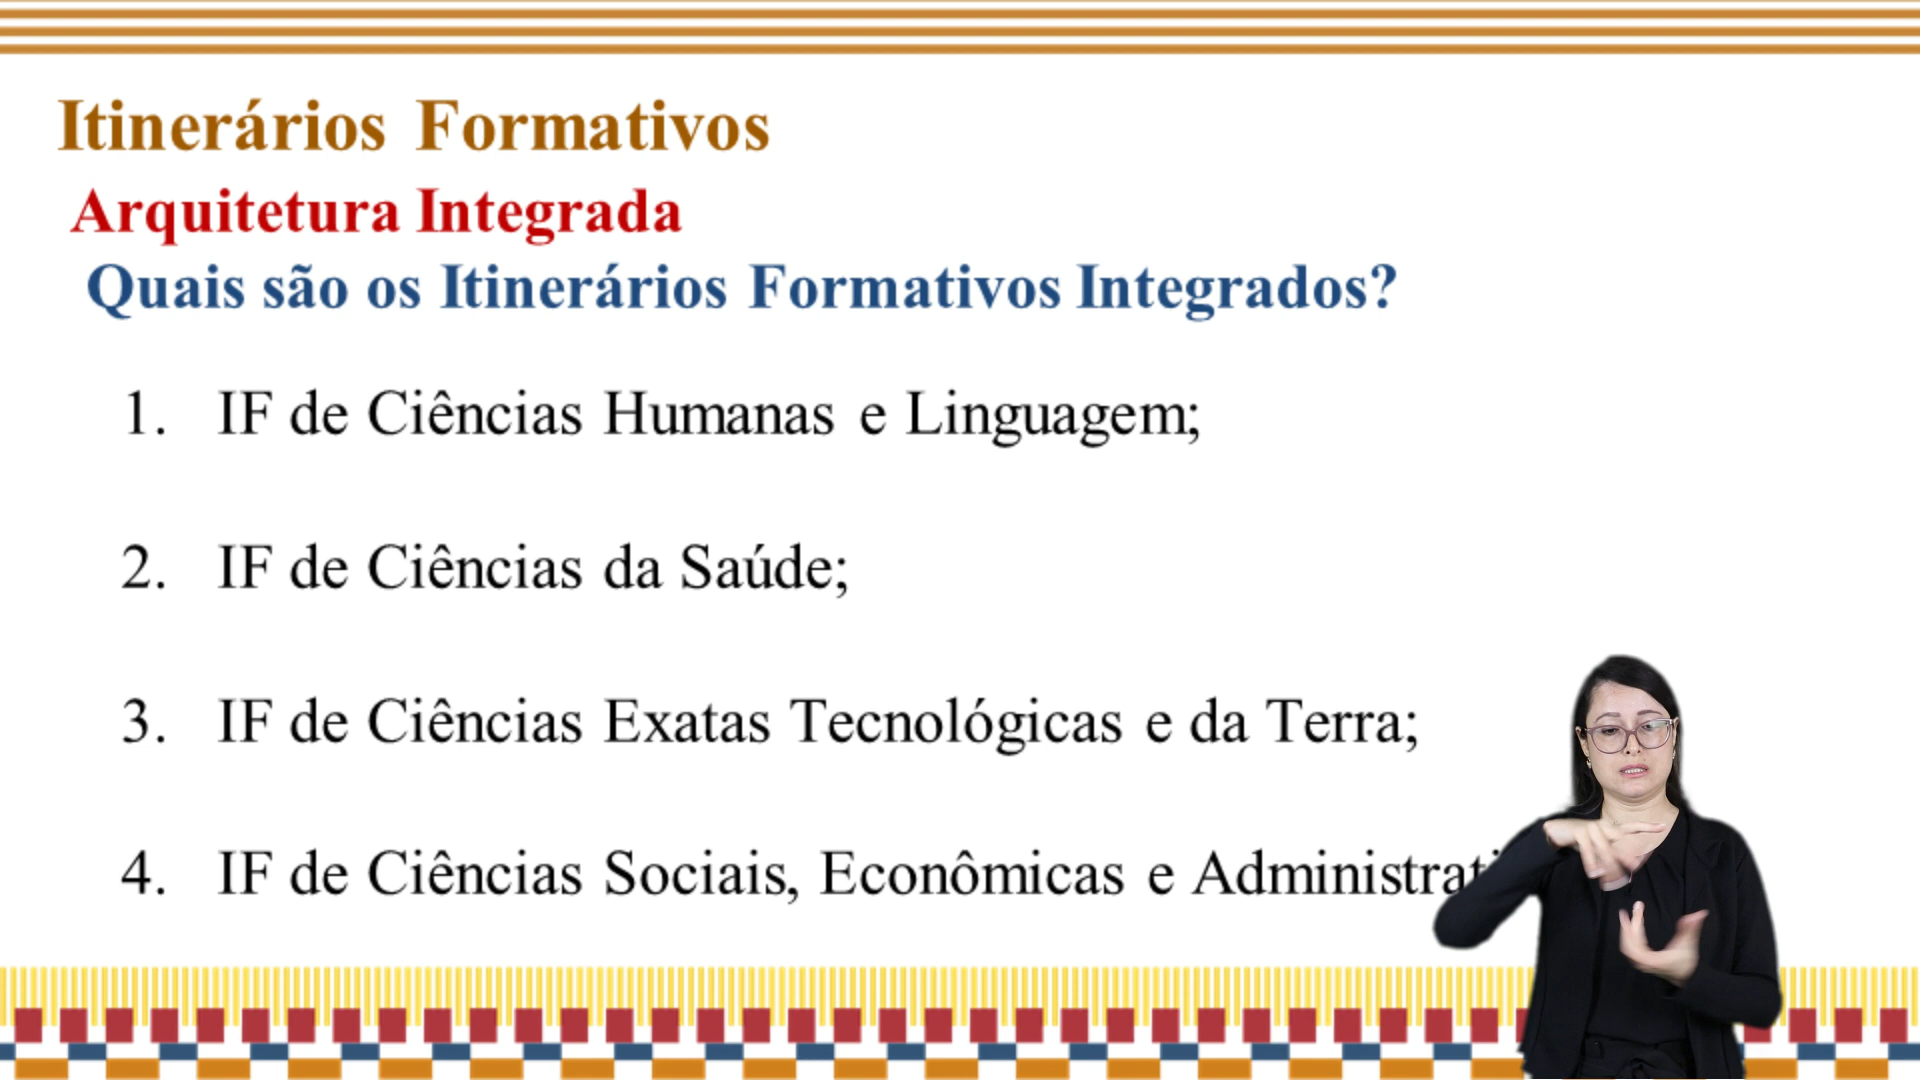 Itinerários Formativos
Arquitetura Integrada
Quais são os Itinerários Formativos Integrados?
1. IF de Ciências Humanas e Linguagem;
2. IF de Ciências da Saúde;
3. IF de Ciências Exatas Tecnológicas e da Terra;
4. IF de Ciências Sociais, Econômicas e